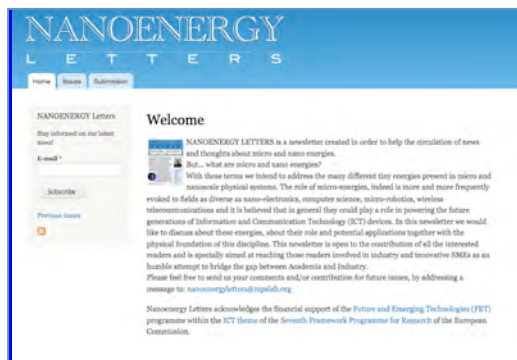 NANOENERGY
LETTERS
Home Issues Submission
NANOENERGY Letters
Stay informed on our latest
news!
E-mail *
Subscribe
Previous issues
Welcome
NANOENERGY LETTERS is a newsletter created in order to help the circulation of news
and thoughts about micro and nano energies.
But... what are micro and nano energies?
With these terms we intend to address the many different tiny energies present in micro and
nanoscale physical systems. The role of micro-energies, indeed is more and more frequently
evoked in fields as diverse as nano-electronics, computer science, micro-robotics, wireless
telecommunications and it is believed that in general they could play a role in powering the future
generations of Information and Communication Technology (ICT) devices. In this newsletter we would
like to discuss about these energies, about their role and potential applications together with the
physical foundation of this discipline. This newsletter is open to the contribution of all the interested
readers and is specially aimed at reaching those readers involved in industry and innovative SMEs as an
humble attempt to bridge the gap between Academia and Industry.
Please feel free to send us your comments and/or contribution for future issues, by addressing a
message to: nanoenergyletters@nipslab.org
Nanoenergy Letters acknowledges the financial support of the Future and Emerging Technologies (FET)
programme within the ICT theme of the Seventh Framework Programme for Research of the European
Commission.